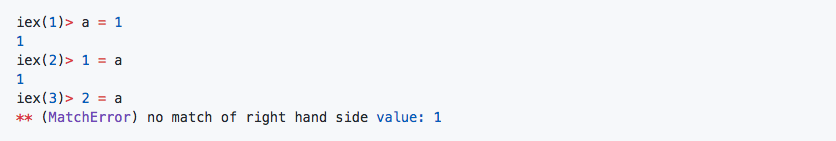 iex(1)> a = 1
1
iex(2)> 1 = a
1
iex(3)> 2 = a
** (MatchError) no match of right hand side value: 1